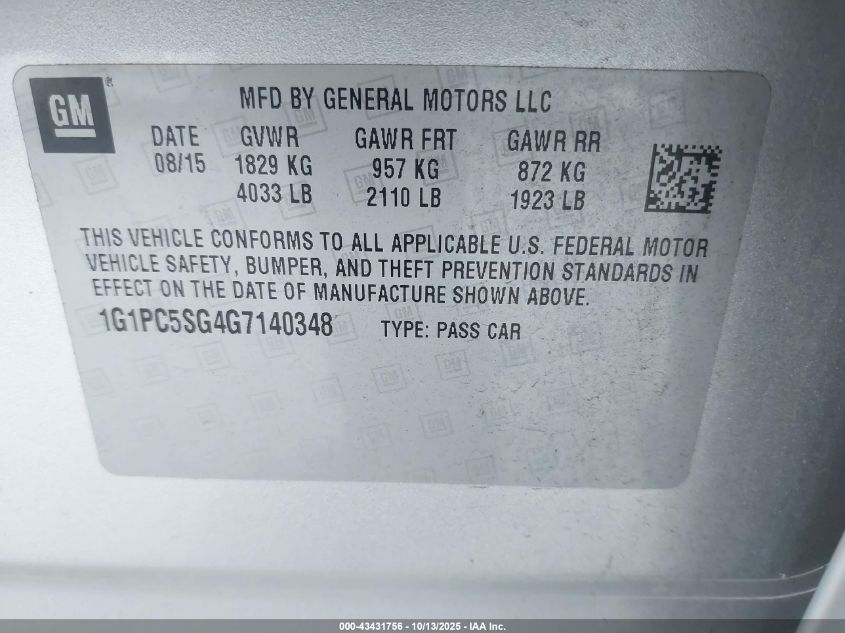 GM
®
MFD BY GENERAL MOTORS LLC
DATE GVWR GAWR FRT GAWR RR
08/15 1829 KG 957 KG 872 KG
4033 LB 2110 LB 1923 LB
THIS VEHICLE CONFORMS TO ALL APPLICABLE U.S. FEDERAL MOTOR
VEHICLE SAFETY, BUMPER, AND THEFT PREVENTION STANDARDS IN
EFFECT ON THE DATE OF MANUFACTURE SHOWN ABOVE.
1G1PC5SG4G7140348 TYPE: PASS CAR
000-43431756 - 10/13/2025 - IAA Inc.